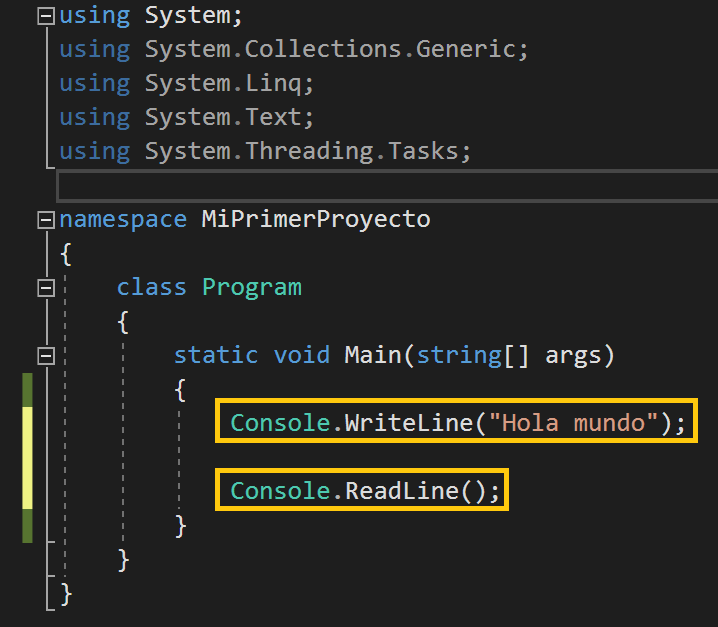 using System;
using System.Collections.Generic;
using System.Linq;
using System.Text;
using System.Threading.Tasks;

namespace MiPrimerProyecto
{
    class Program
    {
        static void Main(string[] args)
        {
            Console.WriteLine("Hola mundo");

            Console.ReadLine();
        }
    }
}